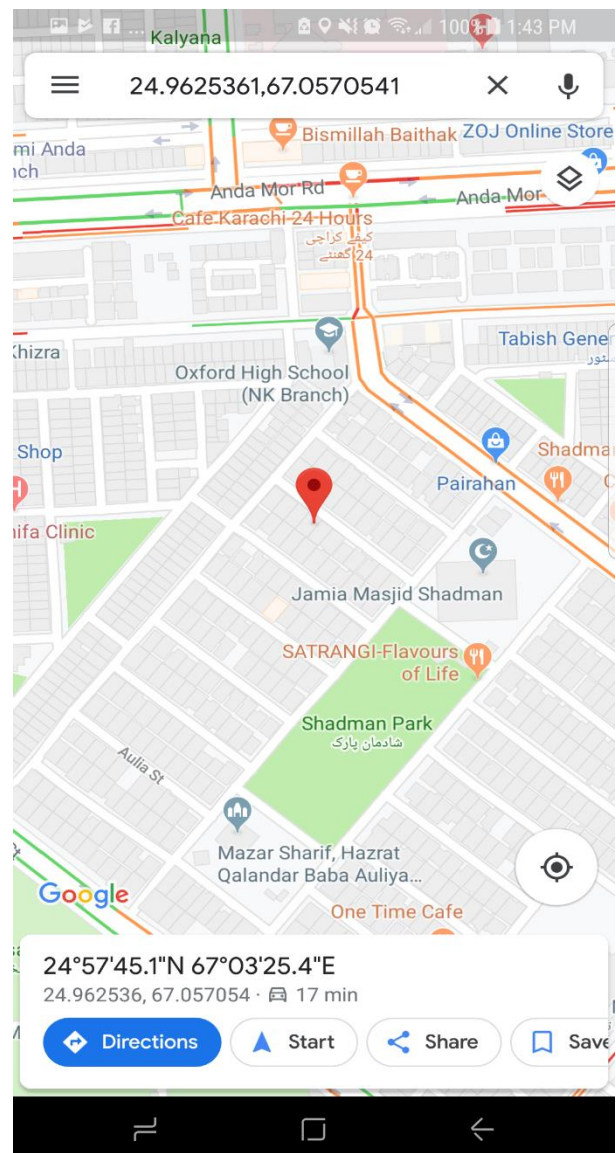 100% 1:43 PM
Kalyana
24.9625361,67.0570541
Bismillah Baithak
ZOJ Online Store
mi Anda
nch
Anda Mor Rd
Anda Mor
Cafe Karachi 24 Hours
کیفے کراچی
24 گھنٹے
Khizra
Oxford High School
(NK Branch)
Tabish Gene
ٹور
Shop
Pairahan
Shadma
ifa Clinic
Jamia Masjid Shadman
SATRANGI-Flavours
of Life
Shadman Park
شادمان پارک
Aulia St
Mazar Sharif, Hazrat
Qalandar Baba Auliya...
Google
One Time Cafe
24°57'45.1"N 67°03'25.4"E
24.962536, 67.057054 · 17 min
Directions
Start
Share
Save